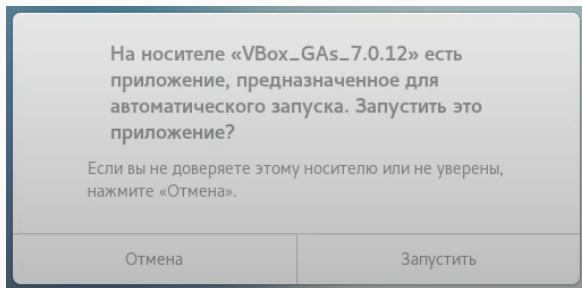 На носителе «VBox_GAs_7.0.12» есть
приложение, предназначенное для
автоматического запуска. Запустить это
приложение?
Если вы не доверяете этому носителю или не уверены,
нажмите «Отмена».
Отмена
Запустить